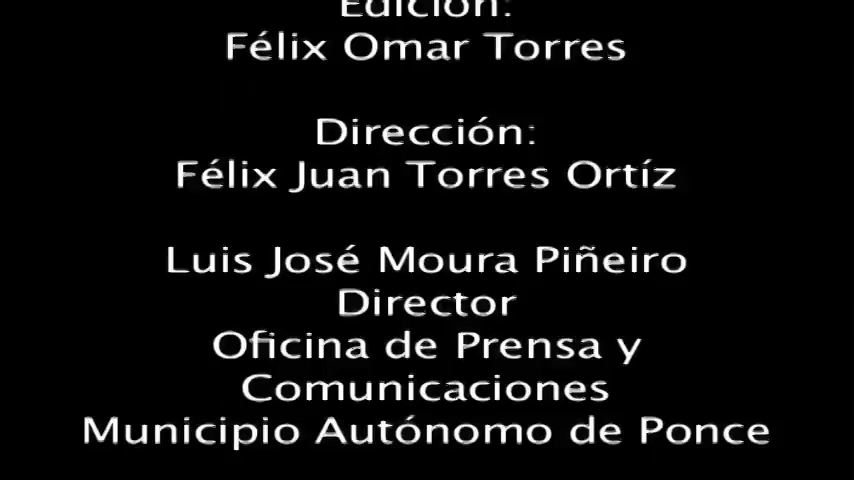 Edición:
Félix Omar Torres
Dirección:
Félix Juan Torres Ortíz
Luis José Moura Piñeiro
Director
Oficina de Prensa y
Comunicaciones
Municipio Autónomo de Ponce